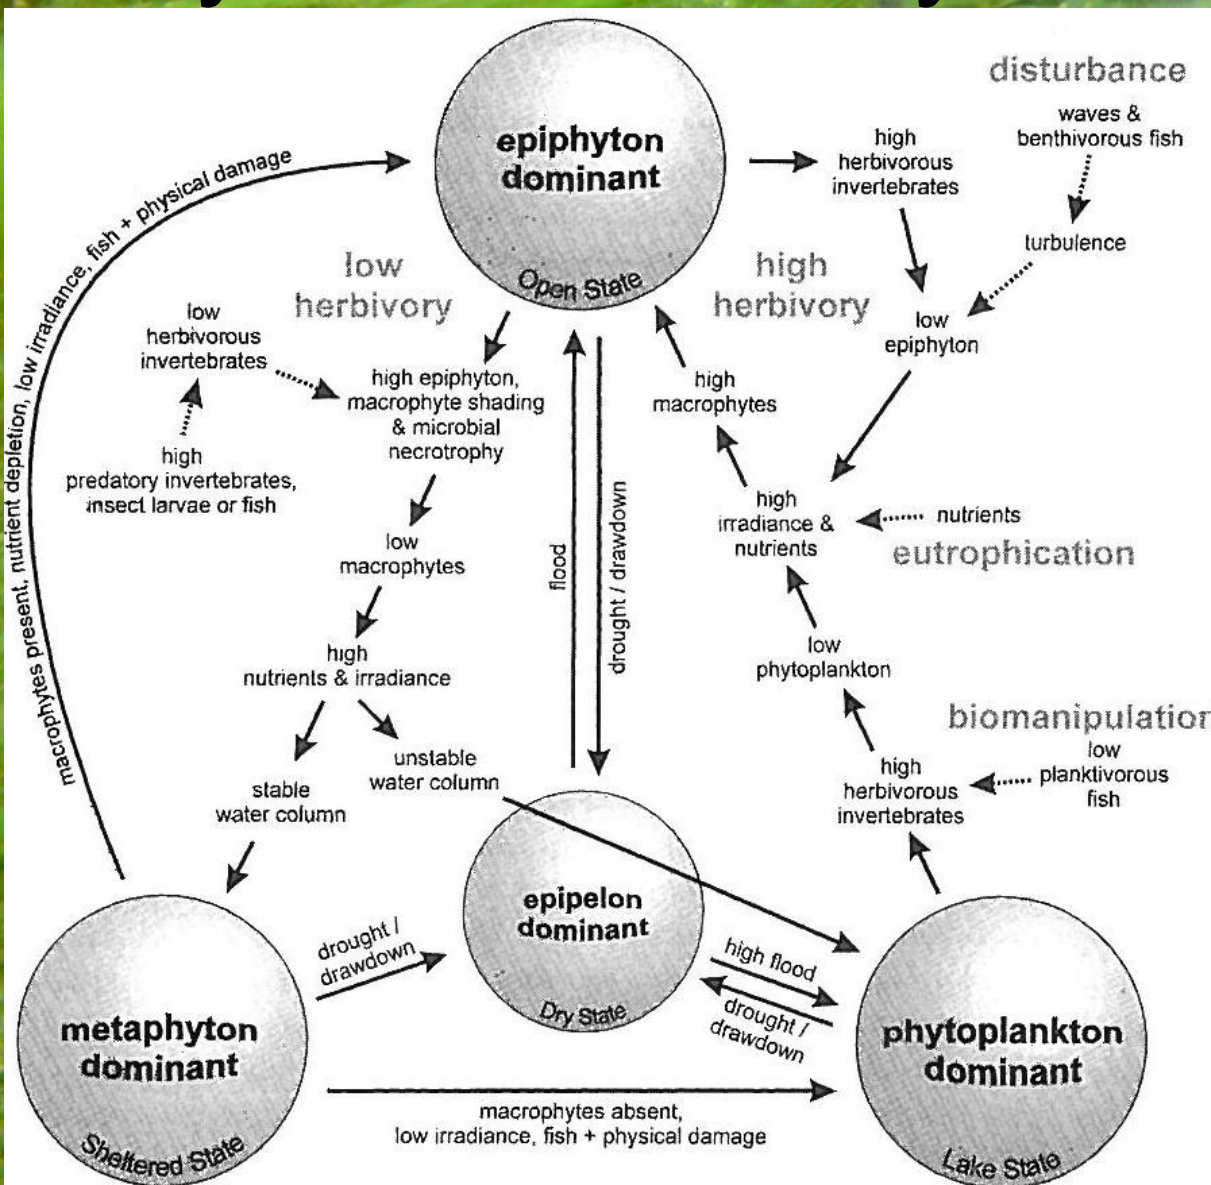 disturbance
waves &
benthivorous fish
turbulence
epiphyton
dominant
Open State
high
herbivorous
invertebrates
low
epiphyton
high
herbivory
low
herbivory
low
herbivorous
invertebrates
high
predatory invertebrates,
insect larvae or fish
high epiphyton,
macrophyte shading
& microbial
necrotrophy
low
macrophytes
high
nutrients & irradiance
stable
water column
unstable
water column
high
macrophytes
high
irradiance &
nutrients
nutrients
eutrophication
low
phytoplankton
biomanipulation
low
planktivorous
fish
high
herbivorous
invertebrates
flood
drought / drawdown
macrophytes present, nutrient depletion, low irradiance, fish + physical damage
epipelon
dominant
Dry State
drought /
drawdown
high flood
drought /
drawdown
metaphyton
dominant
Sheltered State
phytoplankton
dominant
Lake State
macrophytes absent,
low irradiance, fish + physical damage